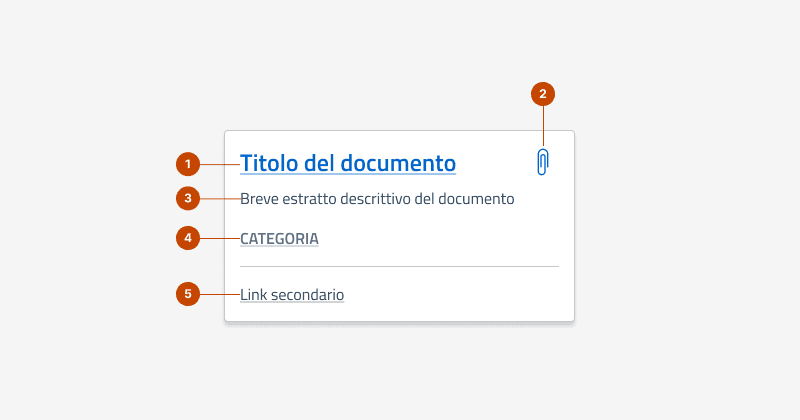 2
1 Titolo del documento
3 Breve estratto descrittivo del documento
4 CATEGORIA
5 Link secondario